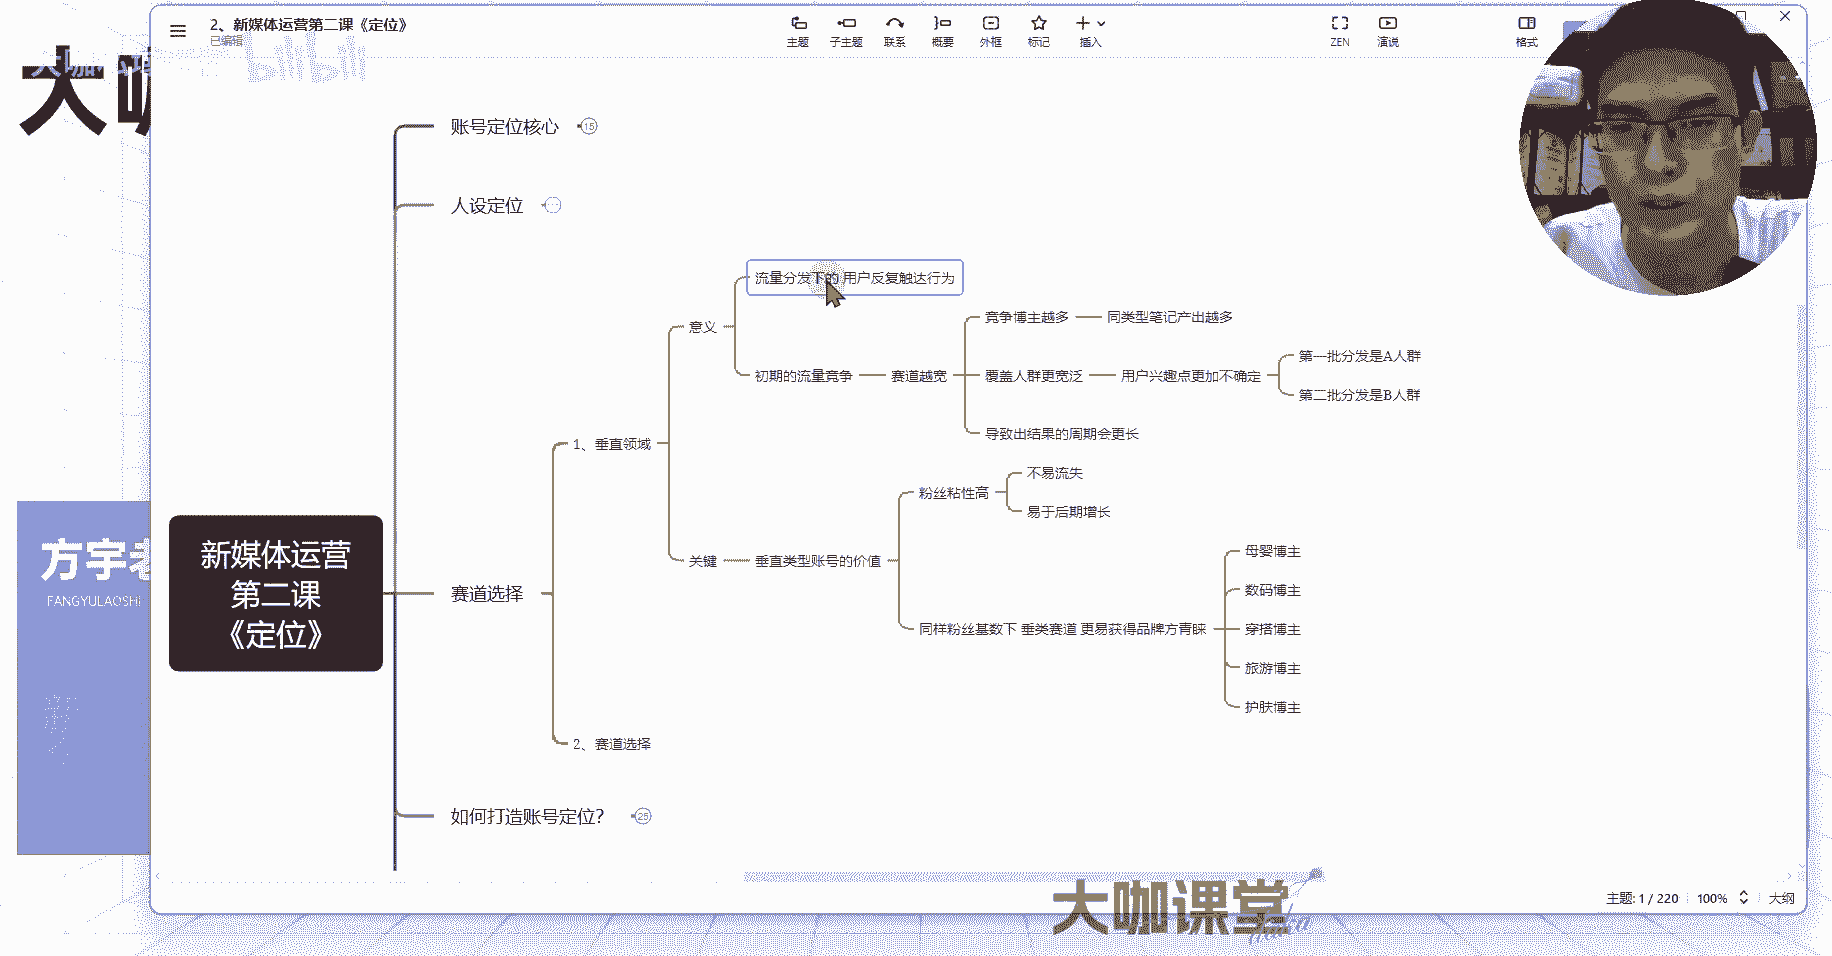 2、新媒体运营第二课《定位》
已编辑
主题
子主题
联系
概要
外框
标记
插入
ZEN
演说
格式
bilibili
大咖
账号定位核心
15
人设定位
流量分发下的 用户反复触达行为
意义
竞争博主越多
同类型笔记产出越多
初期的流量竞争
赛道越宽
覆盖人群更宽泛
用户兴趣点更加不确定
第一批分发是A人群
第二批分发是B人群
导致出结果的周期会更长
1、垂直领域
不易流失
粉丝粘性高
易于后期增长
关键
垂直类型账号的价值
母婴博主
数码博主
同样粉丝基数下 垂类赛道 更易获得品牌方青睐
穿搭博主
旅游博主
护肤博主
新媒体运营
第二课
《定位》
赛道选择
2、赛道选择
如何打造账号定位？
25
方宇老
FANGYULAOSHI
大咖课堂
主题: 1 / 220
100%
大纲